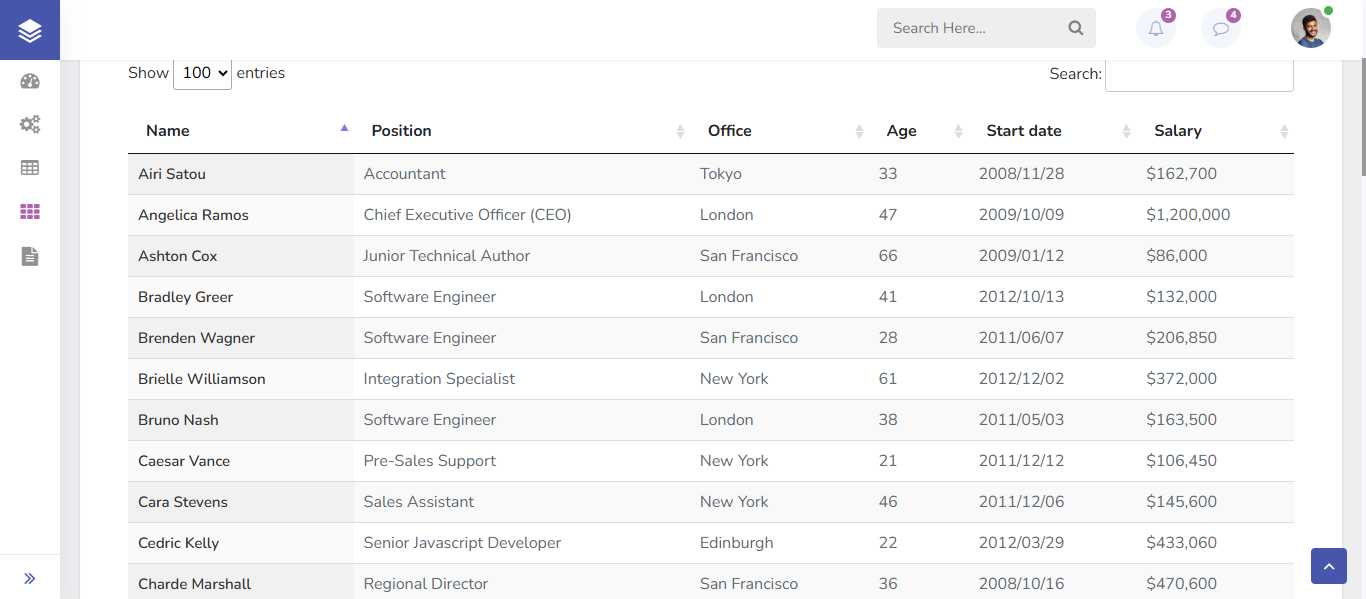 Search Here...
3
4
Show 100 entries
Search:
Name Position Office Age Start date Salary
Airi Satou Accountant Tokyo 33 2008/11/28 $162,700
Angelica Ramos Chief Executive Officer (CEO) London 47 2009/10/09 $1,200,000
Ashton Cox Junior Technical Author San Francisco 66 2009/01/12 $86,000
Bradley Greer Software Engineer London 41 2012/10/13 $132,000
Brenden Wagner Software Engineer San Francisco 28 2011/06/07 $206,850
Brielle Williamson Integration Specialist New York 61 2012/12/02 $372,000
Bruno Nash Software Engineer London 38 2011/05/03 $163,500
Caesar Vance Pre-Sales Support New York 21 2011/12/12 $106,450
Cara Stevens Sales Assistant New York 46 2011/12/06 $145,600
Cedric Kelly Senior Javascript Developer Edinburgh 22 2012/03/29 $433,060
Charde Marshall Regional Director San Francisco 36 2008/10/16 $470,600